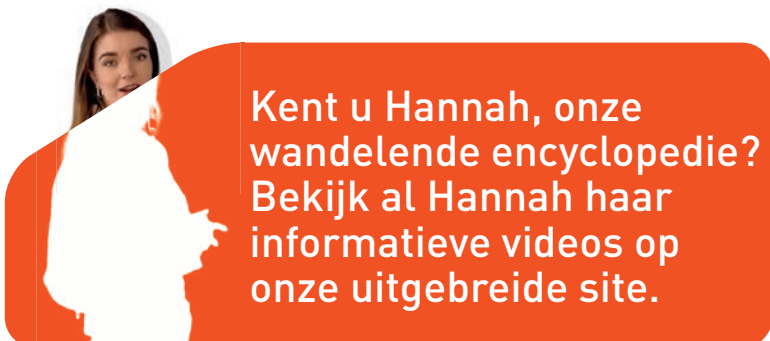 Kent u Hannah, onze
wandelende encyclopedie?
Bekijk al Hannah haar
informatieve videos op
onze uitgebreide site.